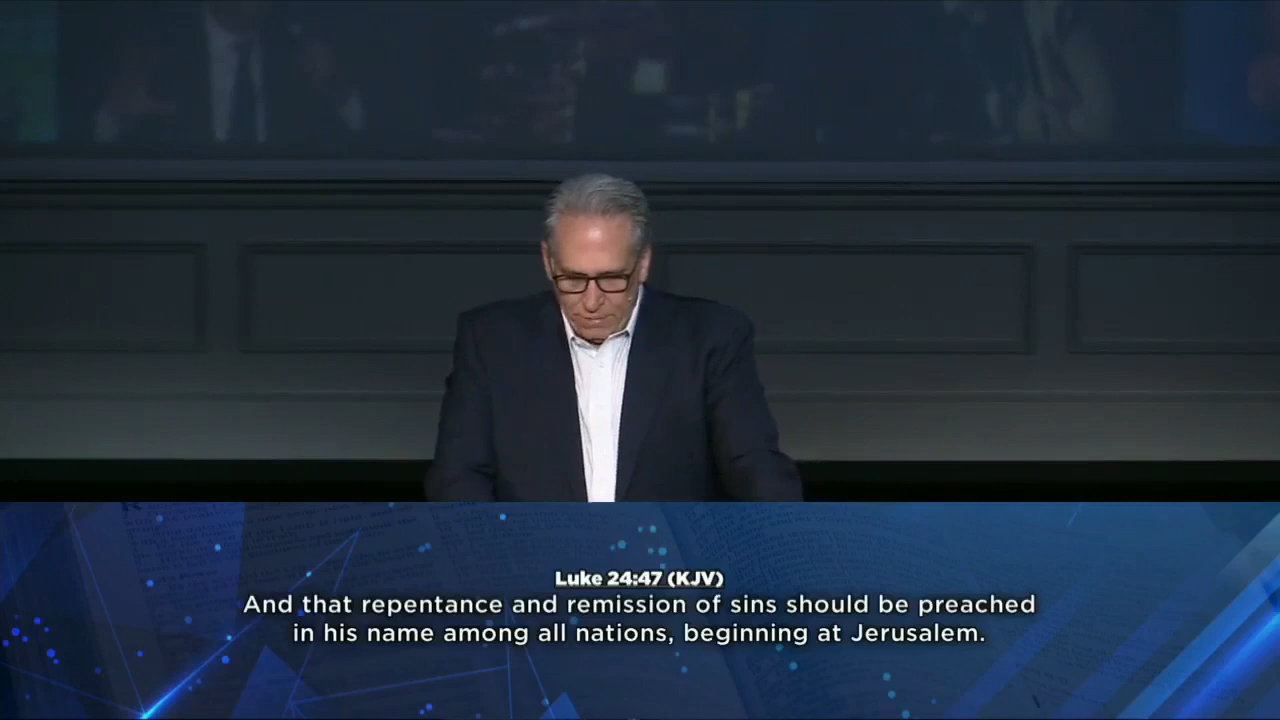 Luke 24:47 (KJV)
And that repentance and remission of sins should be preached
in his name among all nations, beginning at Jerusalem.